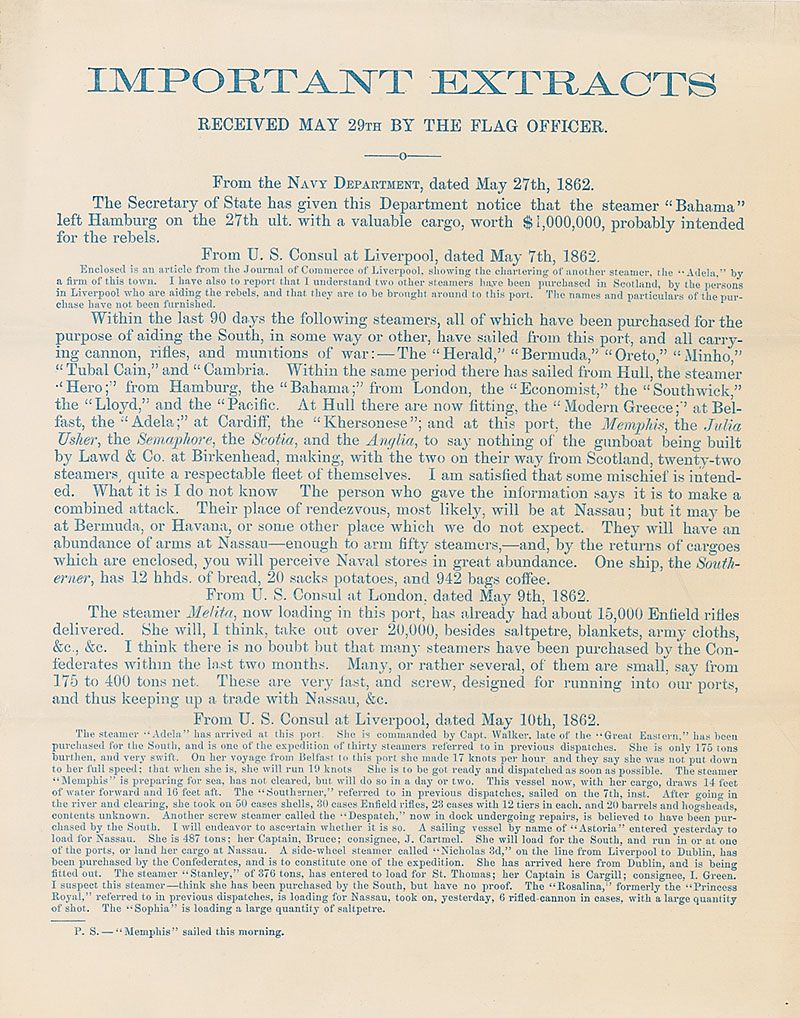 IMPORTANT EXTRACTS
RECEIVED MAY 29TH BY THE FLAG OFFICER.
From the NAVY DEPARTMENT, dated May 27th, 1862.
The Secretary of State has given this Department notice that the steamer "Bahama"
left Hamburg on the 27th ult. with a valuable cargo, worth $1,000,000, probably intended
for the rebels.
From U. S. Consul at Liverpool, dated May 7th, 1862.
Enclosed is an article from the Journal of Commerce of Liverpool, showing the chartering of another steamer, the "Adela," by
a firm of this town. I have also to report that I understand two other steamers have been purchased in Scotland, by the persons
in Liverpool who are aiding the rebels, and that they are to be brought around to this port. The names and particulars of the pur-
chase have not been furnished.
Within the last 90 days the following steamers, all of which have been purchased for the
purpose of aiding the South, in some way or other, have sailed from this port, and all carry-
ing cannon, rifles, and munitions of war:—The "Herald," "Bermuda," "Oreto," "Minho,"
"Tubal Cain," and "Cambria. Within the same period there has sailed from Hull, the steamer
"Hero;" from Hamburg, the "Bahama;" from London, the "Economist," the "Southwick,"
the "Lloyd," and the "Pacific. At Hull there are now fitting, the "Modern Greece;" at Bel-
fast, the "Adela;" at Cardiff, the "Khersonese"; and at this port, the Memphis, the Julia
Usher, the Semaphore, the Scotia, and the Anglia, to say nothing of the gunboat being built
by Lawd & Co. at Birkenhead, making, with the two on their way from Scotland, twenty-two
steamers, quite a respectable fleet of themselves. I am satisfied that some mischief is intend-
ed. What it is I do not know The person who gave the information says it is to make a
combined attack. Their place of rendezvous, most likely, will be at Nassau; but it may be
at Bermuda, or Havana, or some other place which we do not expect. They will have an
abundance of arms at Nassau—enough to arm fifty steamers,—and, by the returns of cargoes
which are enclosed, you will perceive Naval stores in great abundance. One ship, the South-
erner, has 12 hhds. of bread, 20 sacks potatoes, and 942 bags coffee.
From U. S. Consul at London, dated May 9th, 1862.
The steamer Melita, now loading in this port, has already had about 15,000 Enfield rifles
delivered. She will, I think, take out over 20,000, besides saltpetre, blankets, army cloths,
&c., &c. I think there is no doubt but that many steamers have been purchased by the Con-
federates within the last two months. Many, or rather several, of them are small, say from
175 to 400 tons net. These are very fast, and screw, designed for running into our ports,
and thus keeping up a trade with Nassau, &c.
From U. S. Consul at Liverpool, dated May 10th, 1862.
The steamer "Adela" has arrived at this port. She is commanded by Capt. Walker, late of the "Great Eastern," has been
purchased for the South, and is one of the expedition of thirty steamers referred to in previous dispatches. She is only 175 tons
burthen, and very swift. On her voyage from Belfast to this port she made 17 knots per hour and they say she was not put down
to her full speed; that when she is, she will run 19 knots She is to be got ready and dispatched as soon as possible. The steamer
"Memphis" is preparing for sea, has not cleared, but will do so in a day or two. This vessel now, with her cargo, draws 14 feet
of water forward and 16 feet aft. The "Southerner," referred to in previous dispatches, sailed on the 7th, inst. After going in
the river and clearing, she took on 50 cases shells, 30 cases Enfield rifles, 23 cases with 12 tiers in each, and 20 barrels and hogsheads,
contents unknown. Another screw steamer called the "Despatch," now in dock undergoing repairs, is believed to have been pur-
chased by the South. I will endeavor to ascertain whether it is so. A sailing vessel by name of "Astoria" entered yesterday to
load for Nassau. She is 487 tons; her Captain, Bruce; consignee, J. Cartmel. She will load for the South, and run in or at one
of the ports, or land her cargo at Nassau. A side-wheel steamer called "Nicholas 3d," on the line from Liverpool to Dublin, has
been purchased by the Confederates, and is to constitute one of the expedition. She has arrived here from Dublin, and is being
fitted out. The steamer "Stanley," of 376 tons, has entered to load for St. Thomas; her Captain is Cargill; consignee, I. Green.
I suspect this steamer—think she has been purchased by the South, but have no proof. The "Rosalina," formerly the "Princess
Royal," referred to in previous dispatches, is loading for Nassau, took on, yesterday, 6 rifled-cannon in cases, with a large quantity
of shot. The "Sophia" is loading a large quantity of saltpetre.
P. S.—"Memphis" sailed this morning.